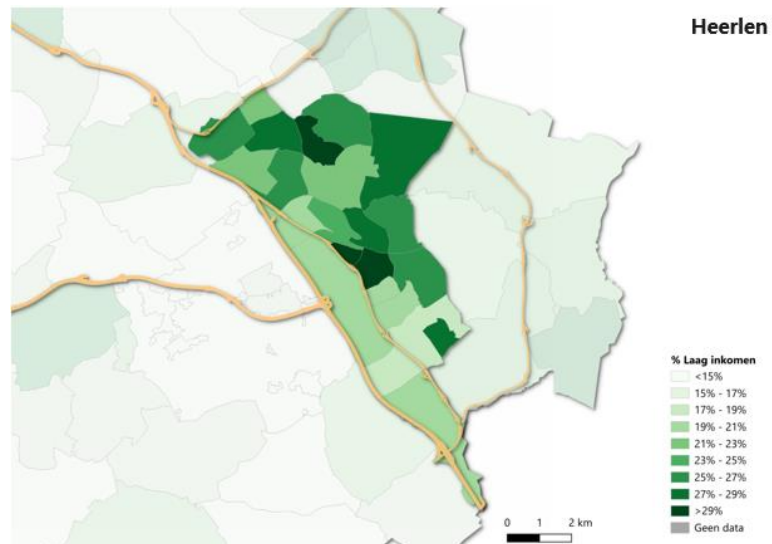 Heerlen
% Laag inkomen
<15%
15% - 17%
17% - 19%
19% - 21%
21% - 23%
23% - 25%
25% - 27%
27% - 29%
>29%
Geen data
0 1 2 km